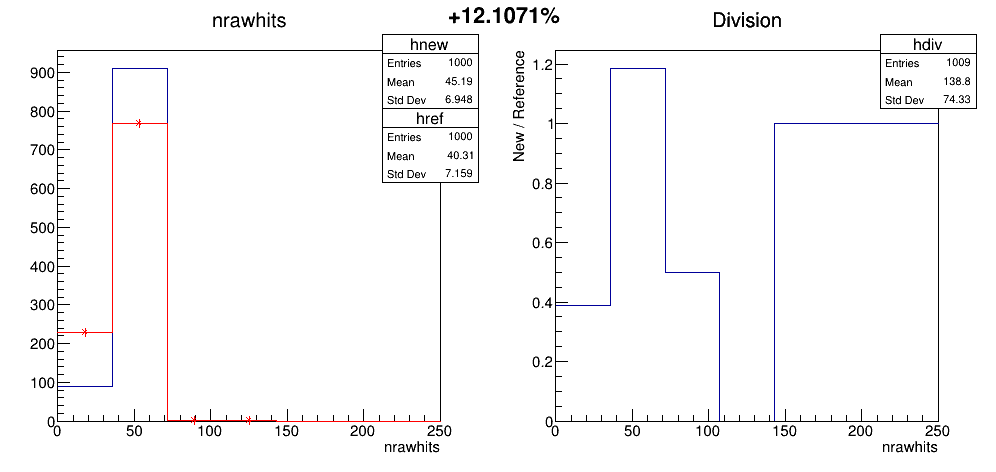 +12.1071%
nrawhits
hnew
Entries 1000
Mean 45.19
Std Dev 6.948
href
Entries 1000
Mean 40.31
Std Dev 7.159
900
800
700
600
500
400
300
200
100
0
0 50 100 150 200 250
nrawhits
Division
hdiv
Entries 1009
Mean 138.8
Std Dev 74.33
New / Reference
1.2
1
0.8
0.6
0.4
0.2
0
0 50 100 150 200 250
nrawhits